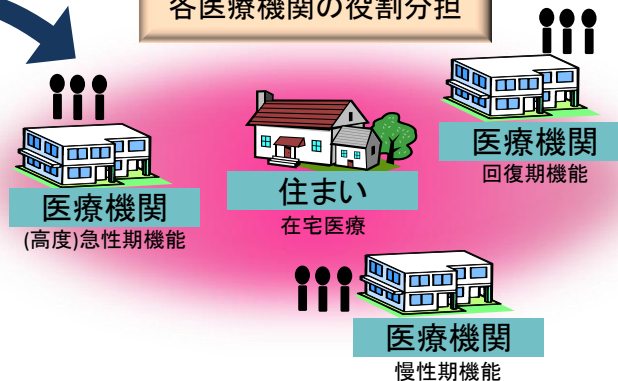 各医療機関の役割分担
医療機関
(高度)急性期機能
住まい
在宅医療
医療機関
回復期機能
医療機関
慢性期機能